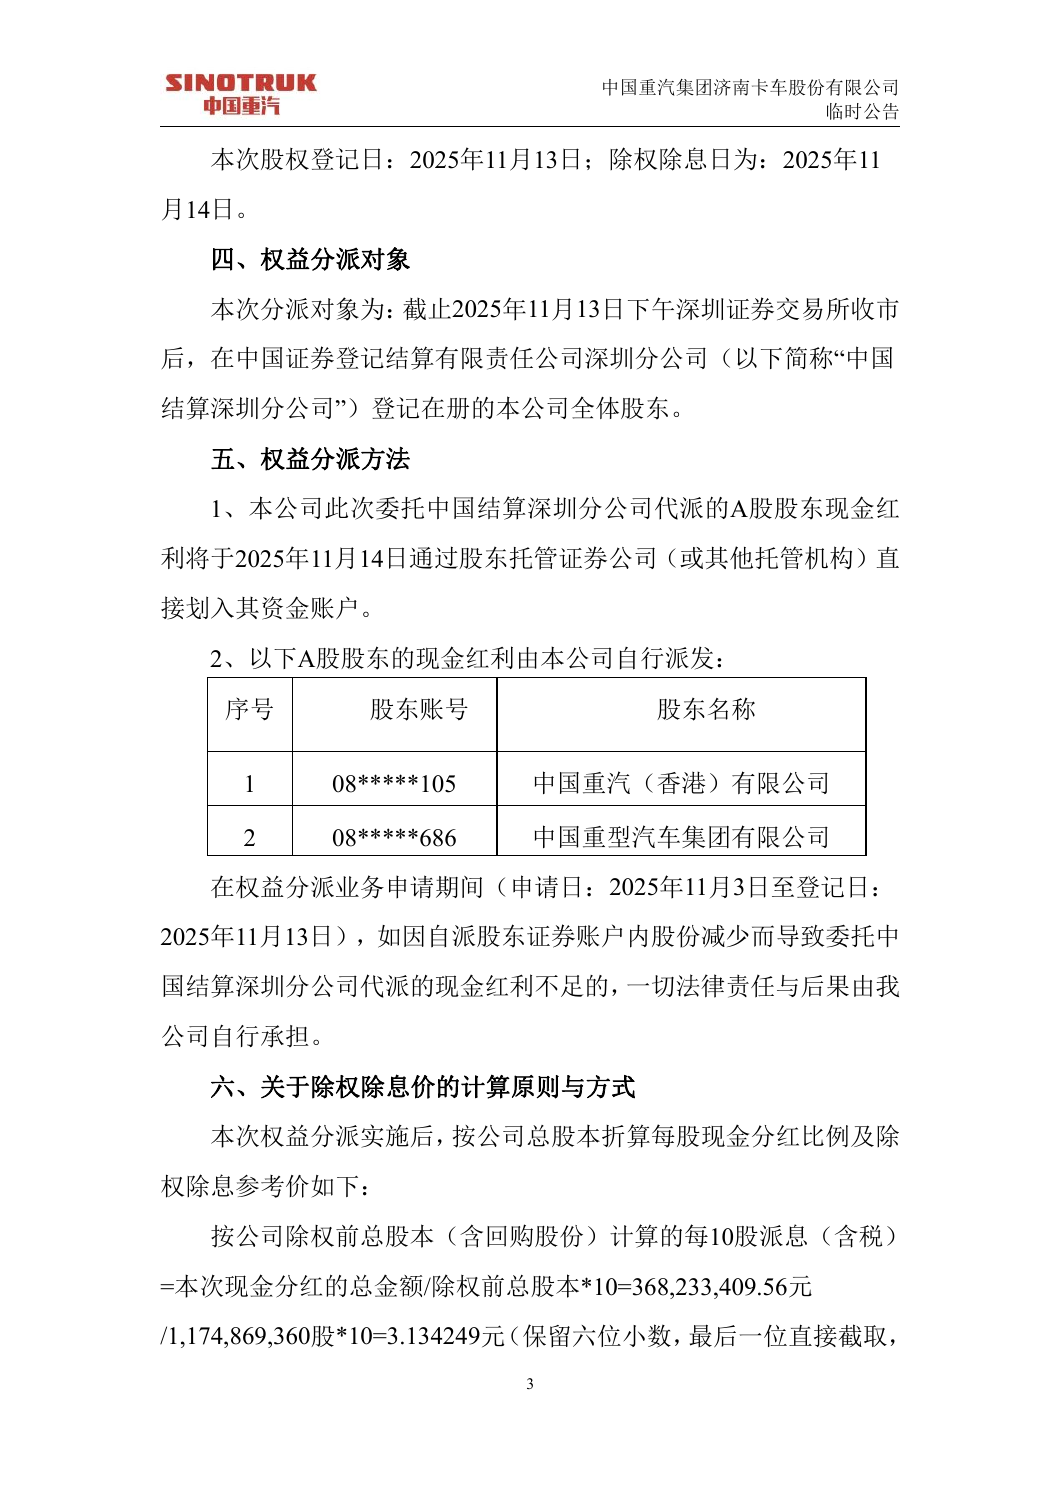 SINOTRUK
中国重汽
中国重汽集团济南卡车股份有限公司
临时公告
本次股权登记日：2025年11月13日；除权除息日为：2025年11
月14日。
四、权益分派对象
本次分派对象为：截止2025年11月13日下午深圳证券交易所收市
后，在中国证券登记结算有限责任公司深圳分公司（以下简称“中国
结算深圳分公司”）登记在册的本公司全体股东。
五、权益分派方法
1、本公司此次委托中国结算深圳分公司代派的A股股东现金红
利将于2025年11月14日通过股东托管证券公司（或其他托管机构）直
接划入其资金账户。
2、以下A股股东的现金红利由本公司自行派发：
序号 股东账号 股东名称
1 08*****105 中国重汽（香港）有限公司
2 08*****686 中国重型汽车集团有限公司
在权益分派业务申请期间（申请日：2025年11月3日至登记日：
2025年11月13日），如因自派股东证券账户内股份减少而导致委托中
国结算深圳分公司代派的现金红利不足的，一切法律责任与后果由我
公司自行承担。
六、关于除权除息价的计算原则与方式
本次权益分派实施后，按公司总股本折算每股现金分红比例及除
权除息参考价如下：
按公司除权前总股本（含回购股份）计算的每10股派息（含税）
=本次现金分红的总金额/除权前总股本*10=368,233,409.56元
/1,174,869,360股*10=3.134249元（保留六位小数，最后一位直接截取，
3